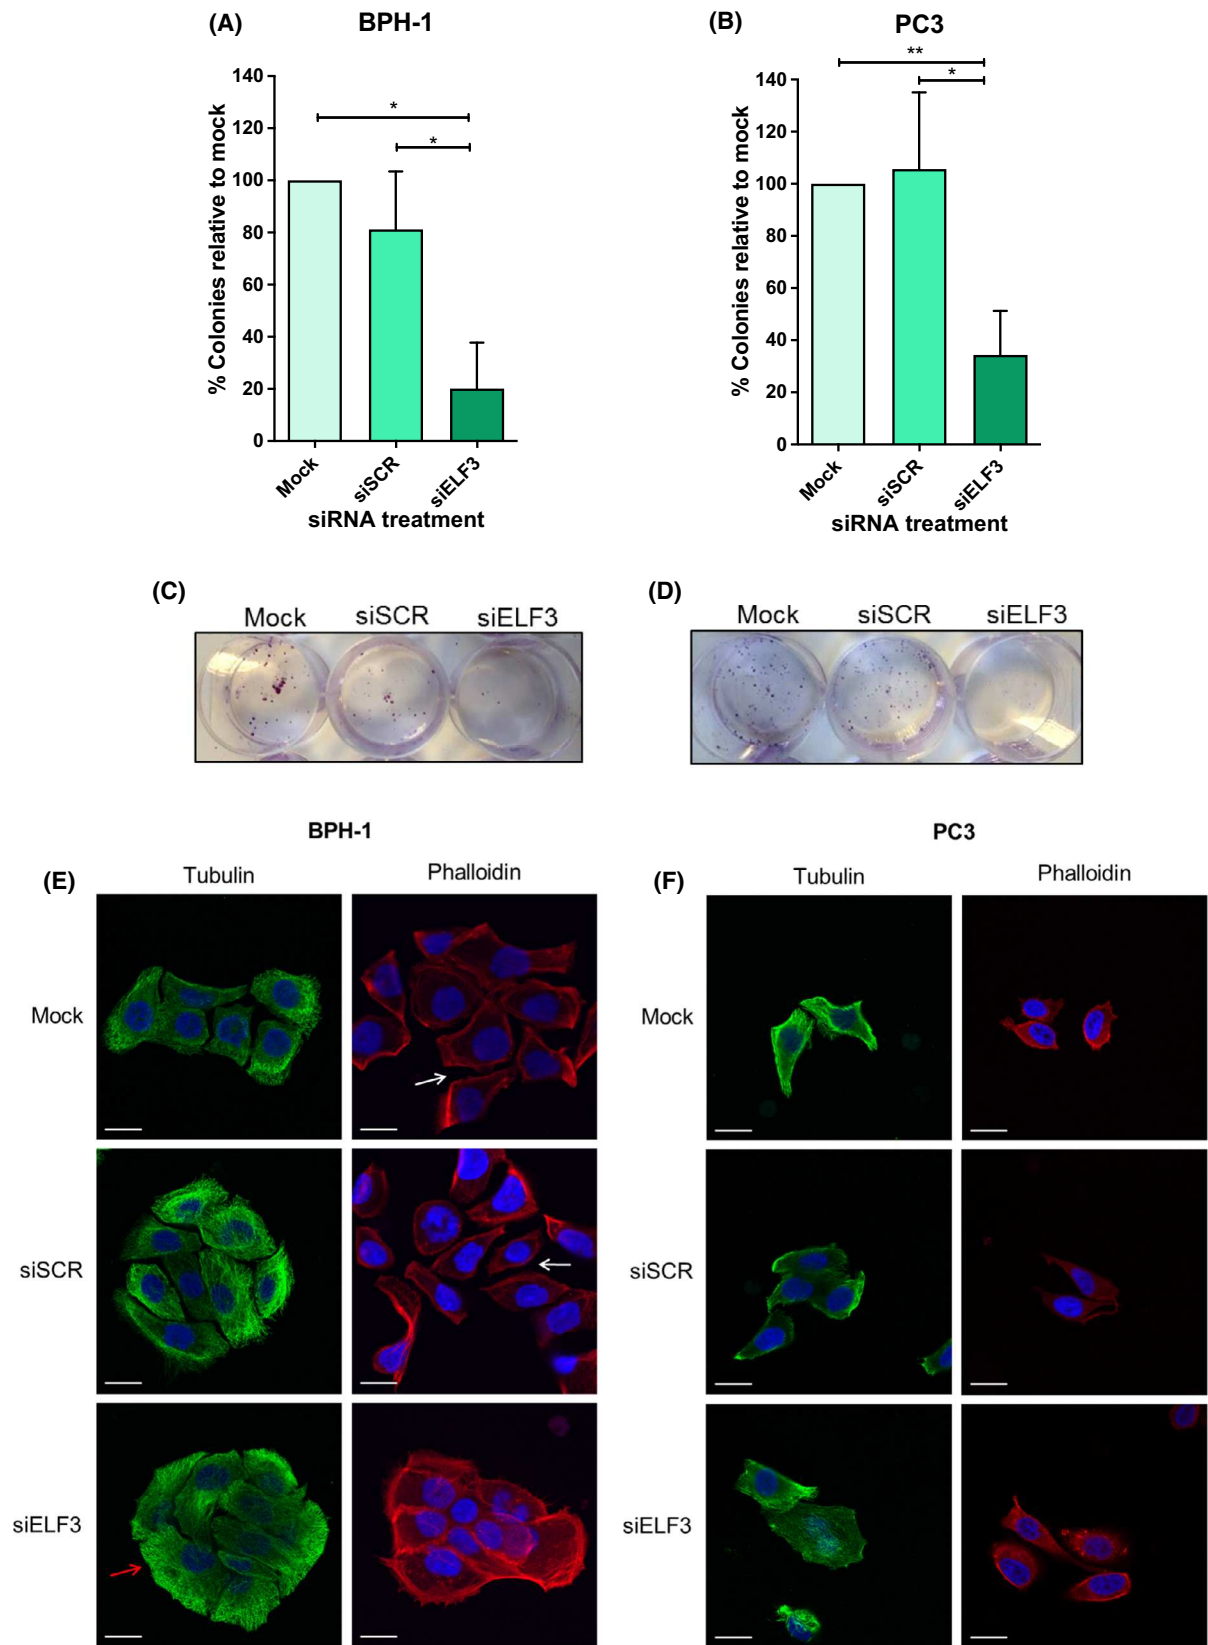 (A) BPH-1
% Colonies relative to mock
140
120
100
80
60
40
20
0
*
*
Mock
siSCR
siELF3
siRNA treatment
(B) PC3
% Colonies relative to mock
140
120
100
80
60
40
20
0
**
*
Mock
siSCR
siELF3
siRNA treatment
(C)
Mock siSCR siELF3
(D)
Mock siSCR siELF3
BPH-1
(E) Tubulin Phalloidin
Mock
siSCR
siELF3
PC3
(F) Tubulin Phalloidin
Mock
siSCR
siELF3